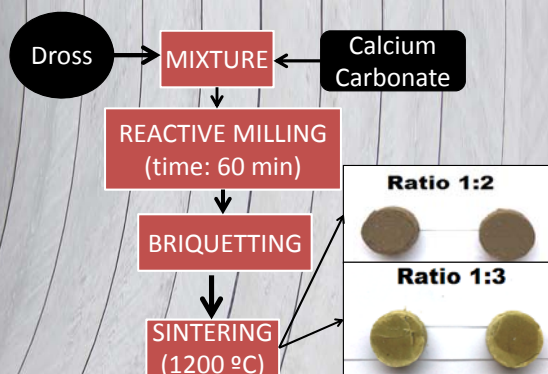 Dross
MIXTURE
Calcium
Carbonate
REACTIVE MILLING
(time: 60 min)
BRIQUETTING
SINTERING
(1200 ºC)
Ratio 1:2
Ratio 1:3